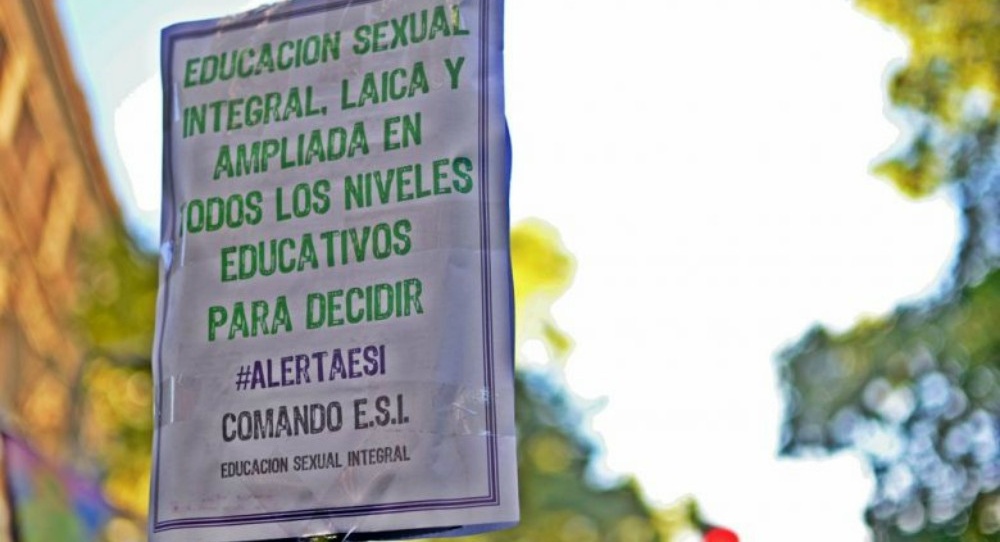 EDUCACION SEXUAL
INTEGRAL, LAICA Y
AMPLIADA EN
TODOS LOS NIVELES
EDUCATIVOS
PARA DECIDIR
#ALERTAESI
COMANDO E.S.I.
EDUCACION SEXUAL INTEGRAL